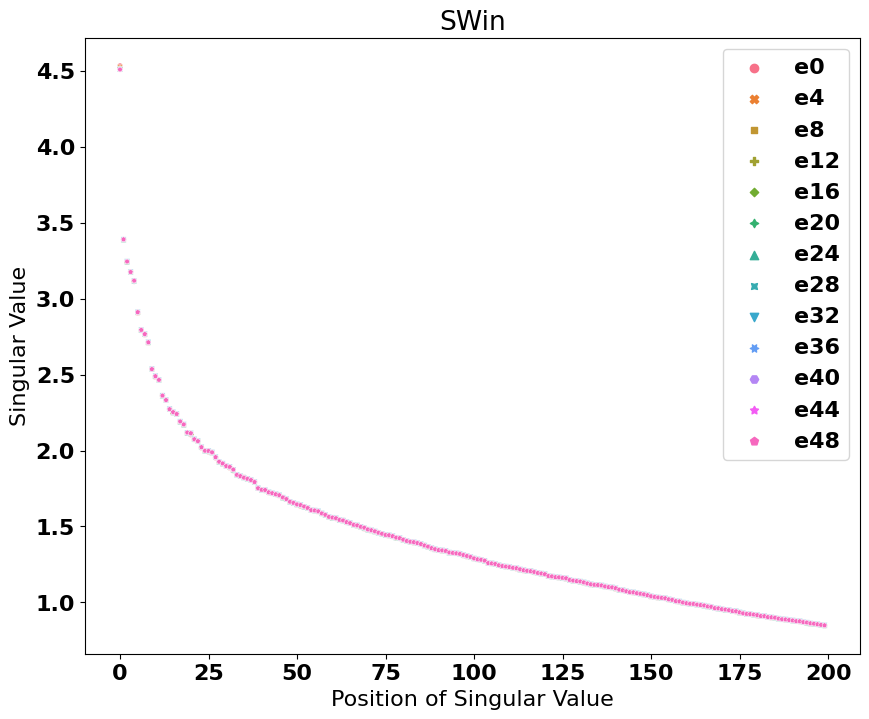 SWin
4.5
4.0
3.5
3.0
2.5
2.0
1.5
1.0
Singular Value
0 25 50 75 100 125 150 175 200
Position of Singular Value
e0
e4
e8
e12
e16
e20
e24
e28
e32
e36
e40
e44
e48